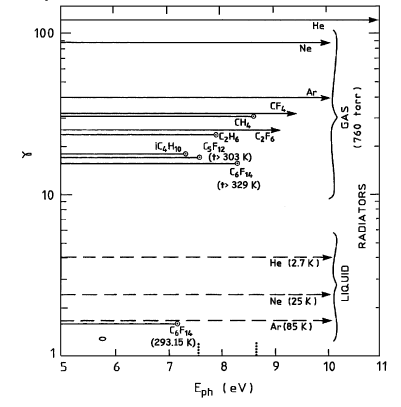 He
100
Ne
Ar
CF4
CH4
C2H6 C2F6
iC4H10 C5F12
(t> 303 K)
C6F14
(t> 329 K)
GAS
(760 torr)
γ
10
RADIATORS
He (2.7 K)
LIQUID
Ne (25 K)
Ar (85 K)
C6F14
(293.15 K)
1
5 6 7 8 9 10 11
Eph (eV)